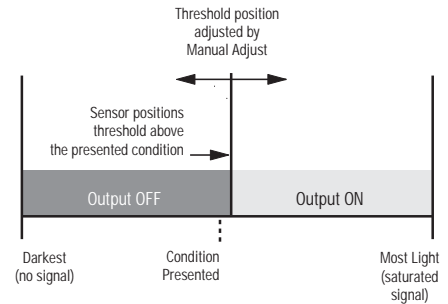 Threshold position
adjusted by
Manual Adjust
Sensor positions
threshold above
the presented condition
Output OFF
Output ON
Darkest
(no signal)
Condition
Presented
Most Light
(saturated
signal)